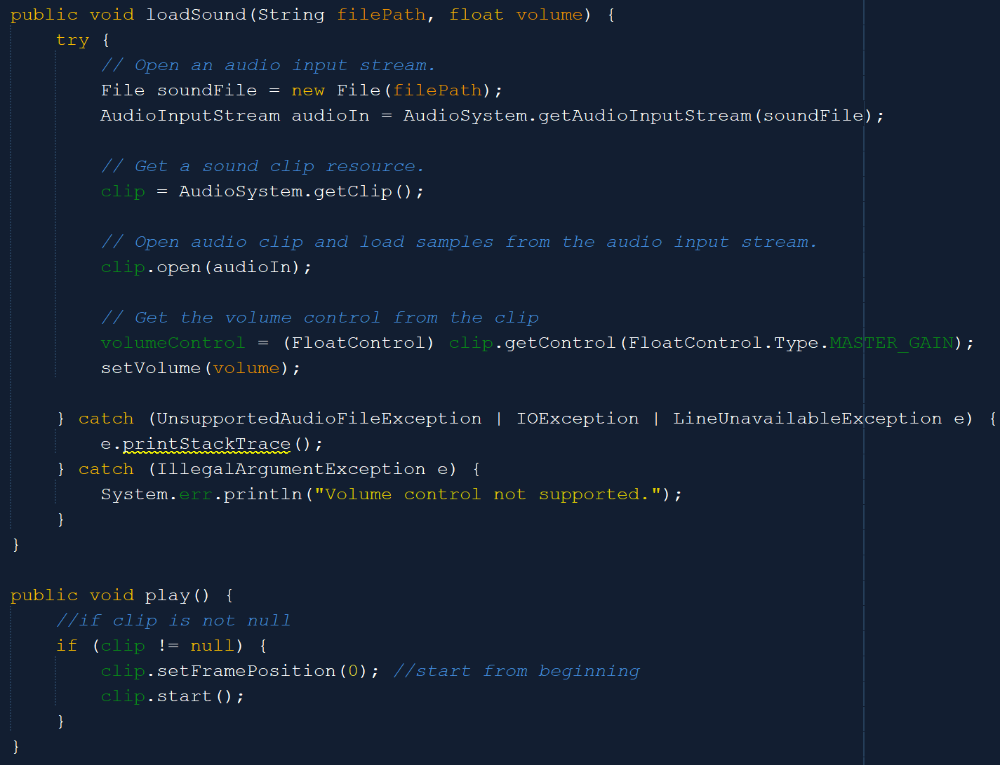 public void loadSound(String filePath, float volume) {
    try {
        // Open an audio input stream.
        File soundFile = new File(filePath);
        AudioInputStream audioIn = AudioSystem.getAudioInputStream(soundFile);

        // Get a sound clip resource.
        clip = AudioSystem.getClip();

        // Open audio clip and load samples from the audio input stream.
        clip.open(audioIn);

        // Get the volume control from the clip
        volumeControl = (FloatControl) clip.getControl(FloatControl.Type.MASTER_GAIN);
        setVolume(volume);

    } catch (UnsupportedAudioFileException | IOException | LineUnavailableException e) {
        e.printStackTrace();
    } catch (IllegalArgumentException e) {
        System.err.println("Volume control not supported.");
    }
}

public void play() {
    //if clip is not null
    if (clip != null) {
        clip.setFramePosition(0); //start from beginning
        clip.start();
    }
}